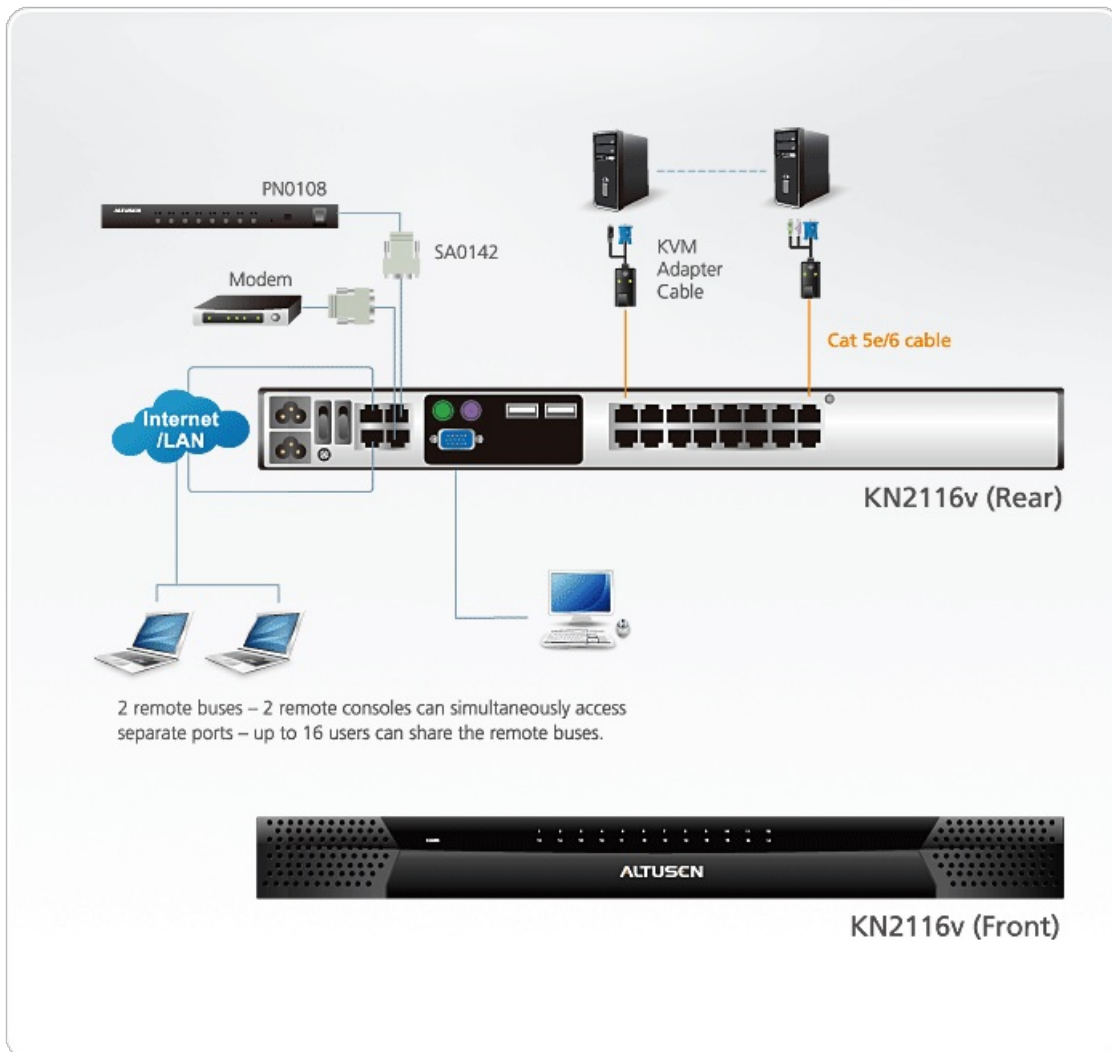 PN0108
ALTUSEN
SA0142
Modem
KVM
Adapter
Cable
Cat 5e/6 cable
Internet
/LAN
KN2116v (Rear)
2 remote buses – 2 remote consoles can simultaneously access
separate ports – up to 16 users can share the remote buses.
ALTUSEN
KN2116v (Front)